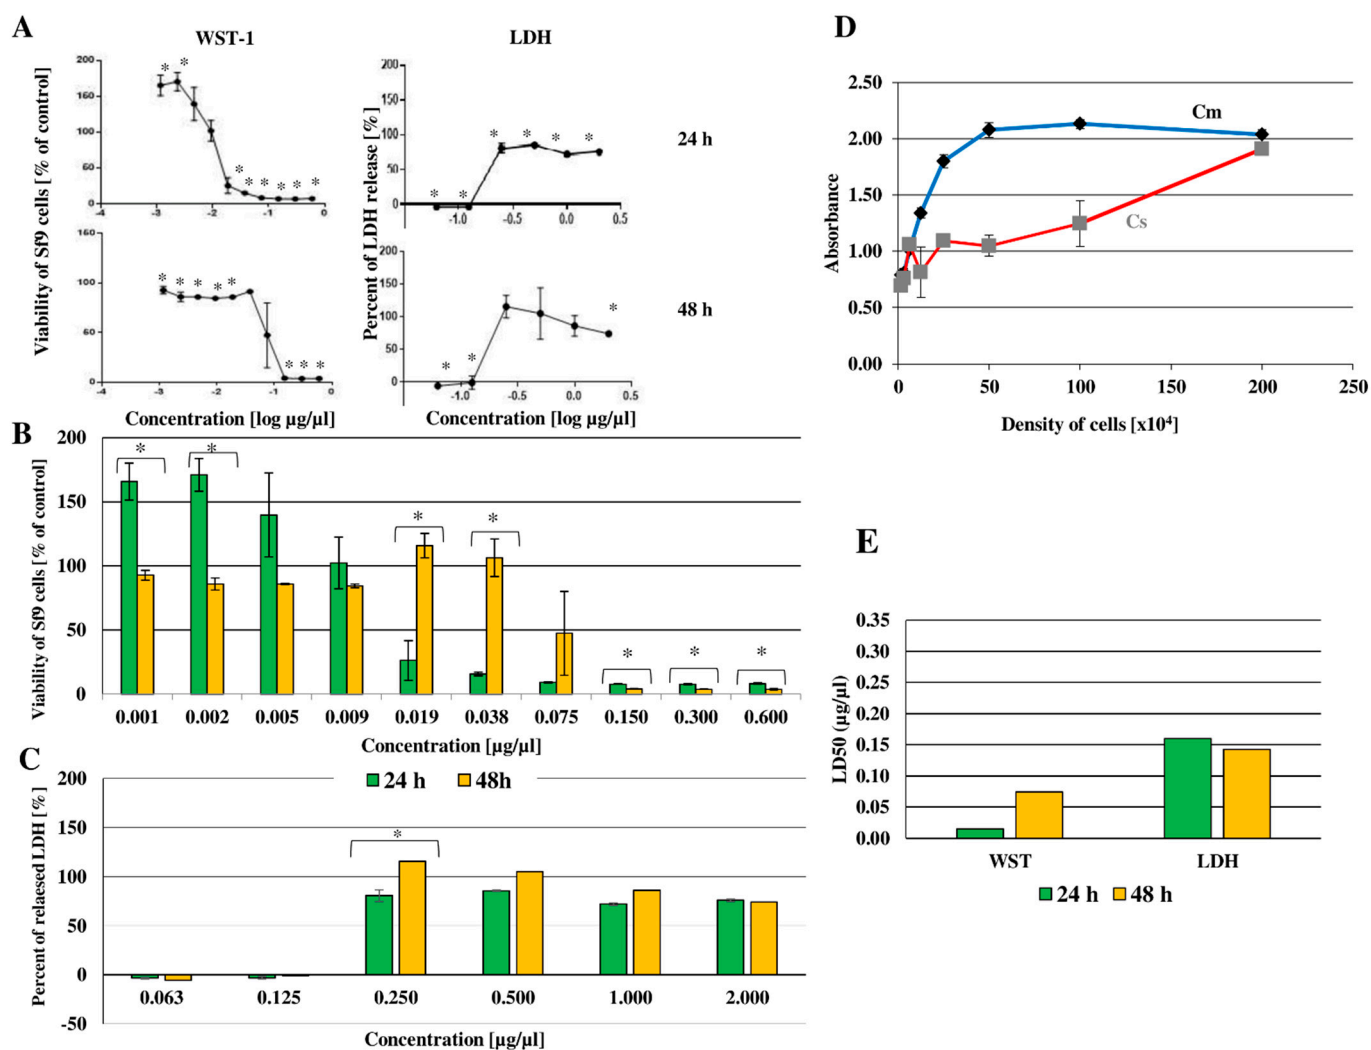 A
WST-1
LDH
Viability of Sf9 cells [% of control]
200
150
100
50
0
-4
-3
-2
-1
0
* * * * * * * * *
Percent of LDH release [%]
200
150
100
50
0
-1.0
-0.5
0.0
0.5
* * * * * *
24 h
150
100
50
0
-4
-3
-2
-1
0
* * * * * * * *
200
150
100
50
0
-1.0
-0.5
0.0
0.5
* * *
48 h
Concentration [log µg/µl]
Concentration [log µg/µl]
D
Absorbance
2.50
2.00
1.50
1.00
0.50
0.00
Cm
Cs
0 50 100 150 200 250
Density of cells [x10⁴]
B
Viability of Sf9 cells [% of control]
200
150
100
50
0
* * * * * * *
0.001 0.002 0.005 0.009 0.019 0.038 0.075 0.150 0.300 0.600
Concentration [µg/µl]
C
Percent of relaesed LDH [%]
24 h 48h
200
150
100
50
0
-50
*
0.063 0.125 0.250 0.500 1.000 2.000
Concentration [µg/µl]
E
LD50 (µg/µl)
0.35
0.30
0.25
0.20
0.15
0.10
0.05
0.00
WST LDH
24 h 48 h